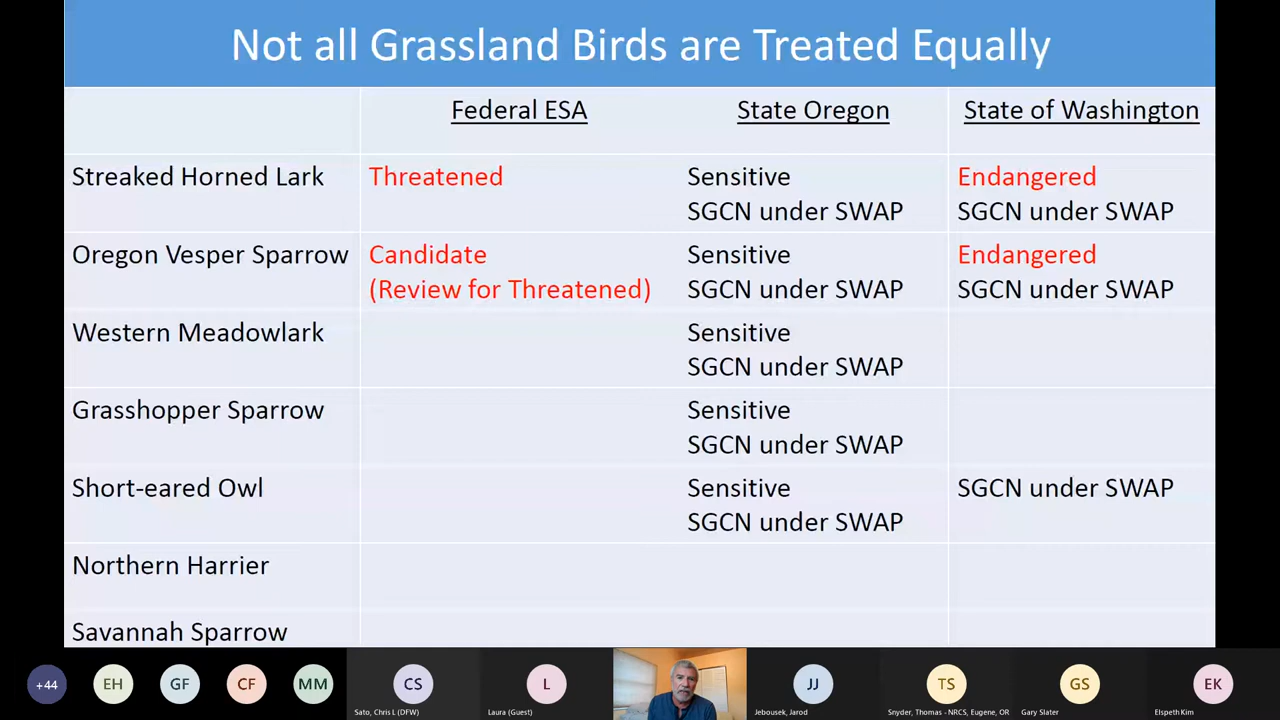 Not all Grassland Birds are Treated Equally
Federal ESA State Oregon State of Washington
Streaked Horned Lark Threatened Sensitive Endangered
SGCN under SWAP SGCN under SWAP
Oregon Vesper Sparrow Candidate Sensitive Endangered
(Review for Threatened) SGCN under SWAP SGCN under SWAP
Western Meadowlark Sensitive
SGCN under SWAP
Grasshopper Sparrow Sensitive
SGCN under SWAP
Short-eared Owl Sensitive SGCN under SWAP
SGCN under SWAP
Northern Harrier
Savannah Sparrow
+44 EH GF CF MM CS L JJ TS GS EK
Sato, Chris L (DFW) Laura (Guest) Jebousek, Jarod Snyder, Thomas - NRCS, Eugene, OR Gary Slater Elspeth Kim